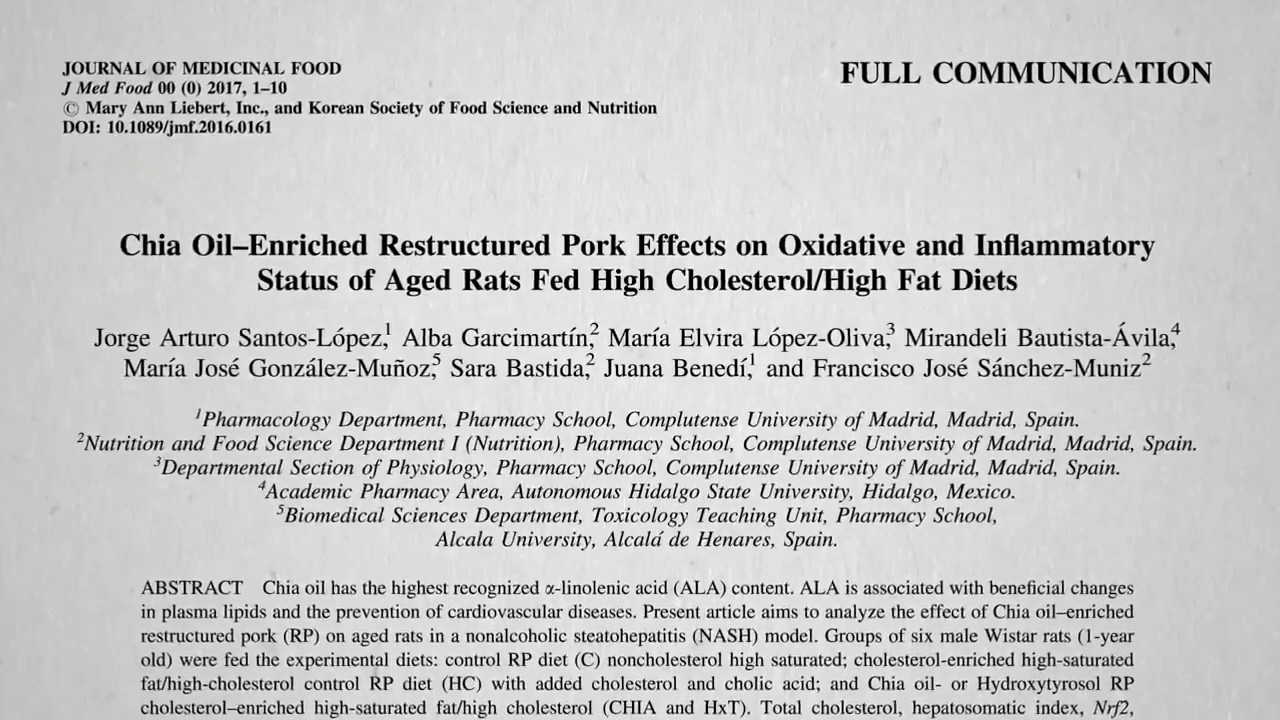 JOURNAL OF MEDICINAL FOOD
J Med Food 00 (0) 2017, 1–10
© Mary Ann Liebert, Inc., and Korean Society of Food Science and Nutrition
DOI: 10.1089/jmf.2016.0161
FULL COMMUNICATION
Chia Oil–Enriched Restructured Pork Effects on Oxidative and Inflammatory
Status of Aged Rats Fed High Cholesterol/High Fat Diets
Jorge Arturo Santos-López,1 Alba Garcimartín,2 María Elvira López-Oliva,3 Mirandeli Bautista-Ávila,4
María José González-Muñoz,5 Sara Bastida,2 Juana Benedí,1 and Francisco José Sánchez-Muniz2
1Pharmacology Department, Pharmacy School, Complutense University of Madrid, Madrid, Spain.
2Nutrition and Food Science Department I (Nutrition), Pharmacy School, Complutense University of Madrid, Madrid, Spain.
3Departmental Section of Physiology, Pharmacy School, Complutense University of Madrid, Madrid, Spain.
4Academic Pharmacy Area, Autonomous Hidalgo State University, Hidalgo, Mexico.
5Biomedical Sciences Department, Toxicology Teaching Unit, Pharmacy School,
Alcala University, Alcalá de Henares, Spain.
ABSTRACT Chia oil has the highest recognized α-linolenic acid (ALA) content. ALA is associated with beneficial changes
in plasma lipids and the prevention of cardiovascular diseases. Present article aims to analyze the effect of Chia oil–enriched
restructured pork (RP) on aged rats in a nonalcoholic steatohepatitis (NASH) model. Groups of six male Wistar rats (1-year
old) were fed the experimental diets: control RP diet (C) noncholesterol high saturated; cholesterol-enriched high-saturated
fat/high-cholesterol control RP diet (HC) with added cholesterol and cholic acid; and Chia oil- or Hydroxytyrosol RP
cholesterol–enriched high-saturated fat/high cholesterol (CHIA and HxT). Total cholesterol, hepatosomatic index, Nrf2,